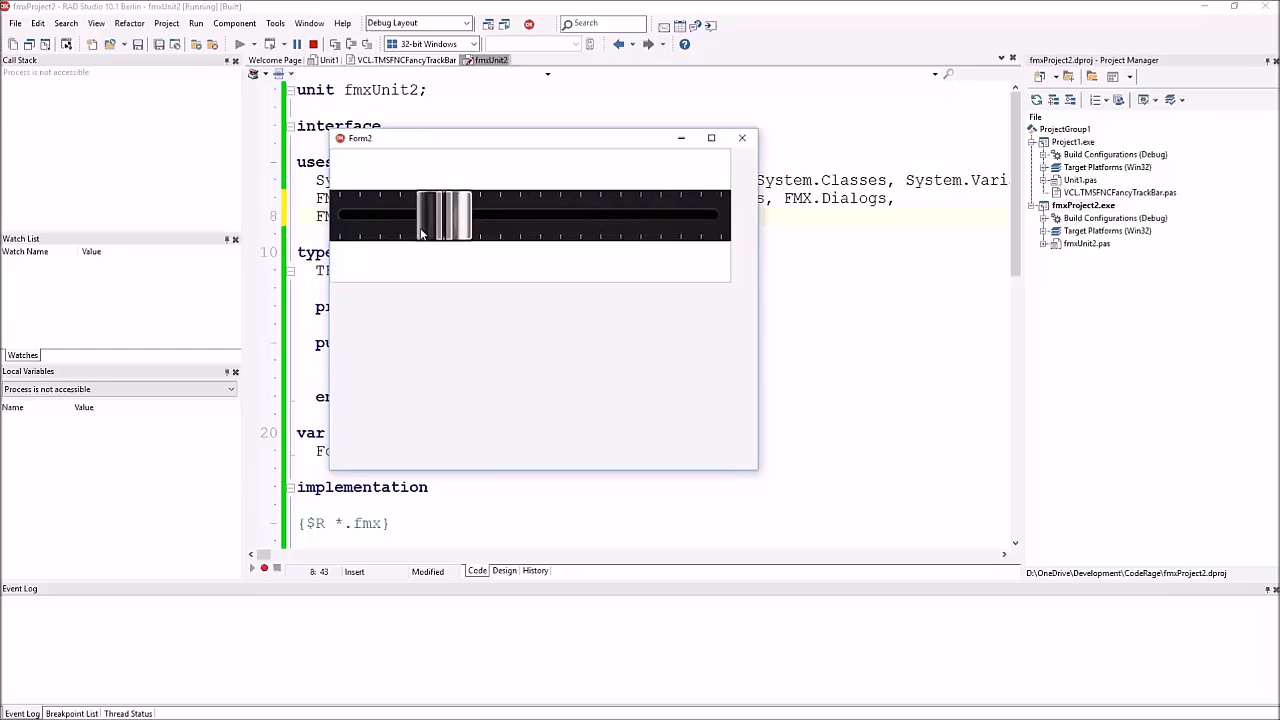 fmxProject2 - RAD Studio 10.1 Berlin - fmxUnit2 [Running] [Built]
File Edit Search View Refactor Project Run Component Tools Window Help Debug Layout Search
32-bit Windows
Call Stack
Process is not accessible
Welcome Page Unit1 VCL.TMSFNCFancyTrackBar fmxUnit2
fmxProject2.dproj - Project Manager
unit fmxUnit2;
interface
Form2
uses
System.Classes, System.Vari
FMX.Dialogs,
8
10
20
var
implementation
{$R *.fmx}
Watch List
Watch Name Value
Watches
Local Variables
Process is not accessible
Name Value
File
ProjectGroup1
Project1.exe
Build Configurations (Debug)
Target Platforms (Win32)
Unit1.pas
VCL.TMSFNCFancyTrackBar.pas
fmxProject2.exe
Build Configurations (Debug)
Target Platforms (Win32)
fmxUnit2.pas
8: 43 Insert Modified Code Design History
D:\OneDrive\Development\CodeRage\fmxProject2.dproj
Event Log
Event Log Breakpoint List Thread Status